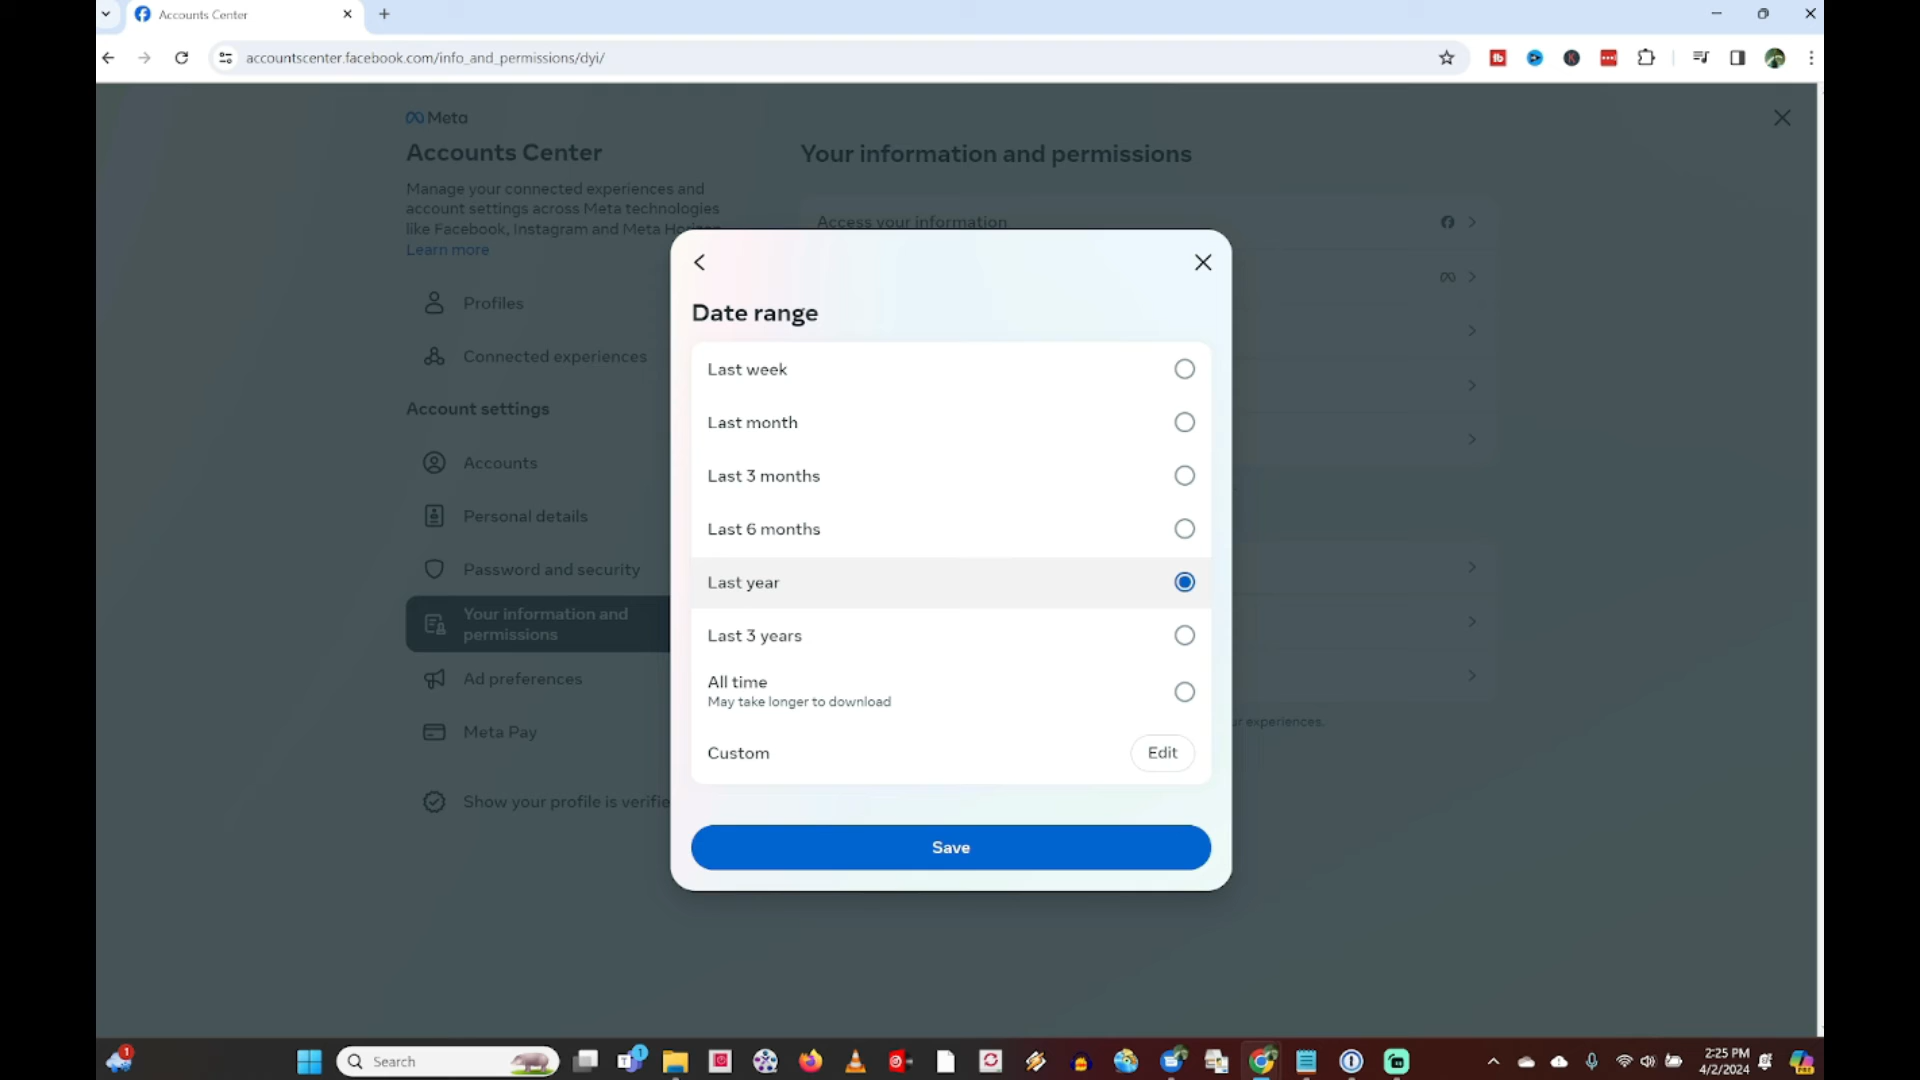 Accounts Center
accountscenter.facebook.com/info_and_permissions/dyi/
Meta
Accounts Center
Manage your connected experiences and
account settings across Meta technologies
like Facebook, Instagram and Meta
Learn more
Profiles
Connected experiences
Account settings
Accounts
Personal details
Password and security
Your information and
permissions
Ad preferences
Meta Pay
Show your profile is
Your information and permissions
Access your information
experiences.
Date range
Last week
Last month
Last 3 months
Last 6 months
Last year
Last 3 years
All time
May take longer to download
Custom
Edit
Save
1
Search
1
2:25 PM
4/2/2024